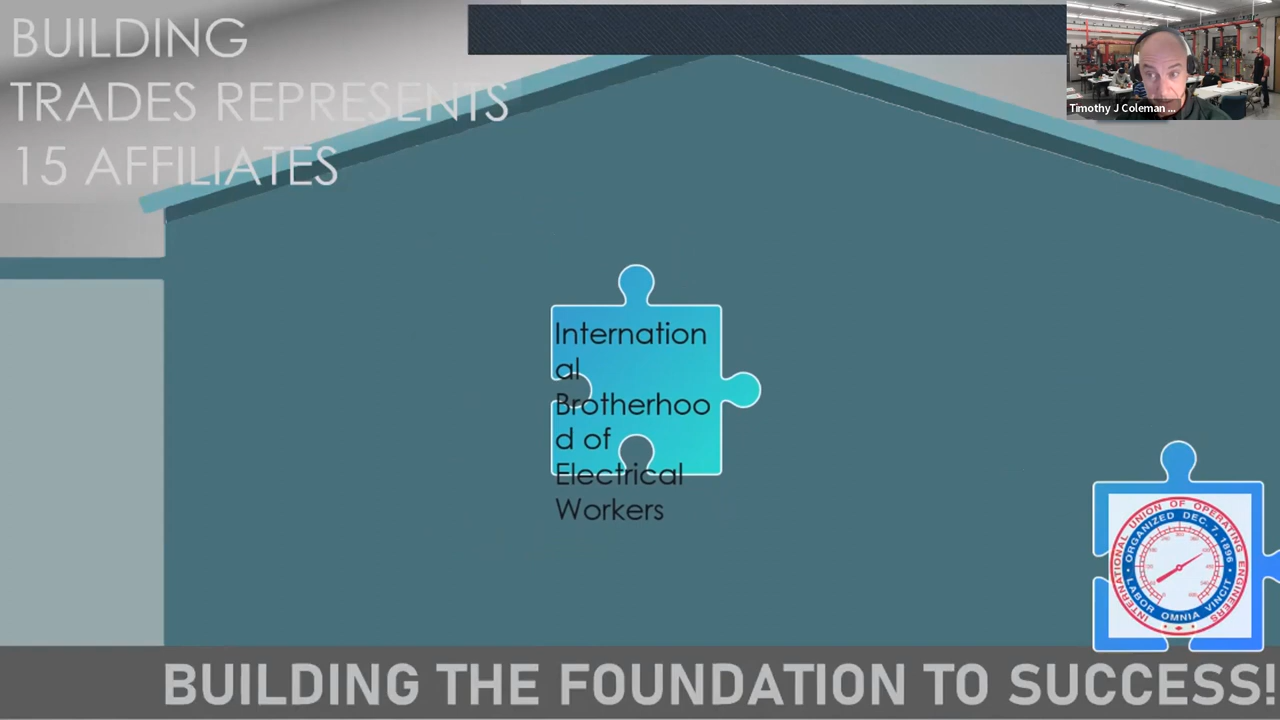 BUILDING
TRADES REPRESENTS
15 AFFILIATES
Timothy J Coleman ...
Internation
al
Brotherhoo
d of
Electrical
Workers
INTERNATIONAL UNION OF OPERATING ENGINEERS
ORGANIZED DEC. 7, 1896
LABOR OMNIA VINCIT
BUILDING THE FOUNDATION TO SUCCESS!